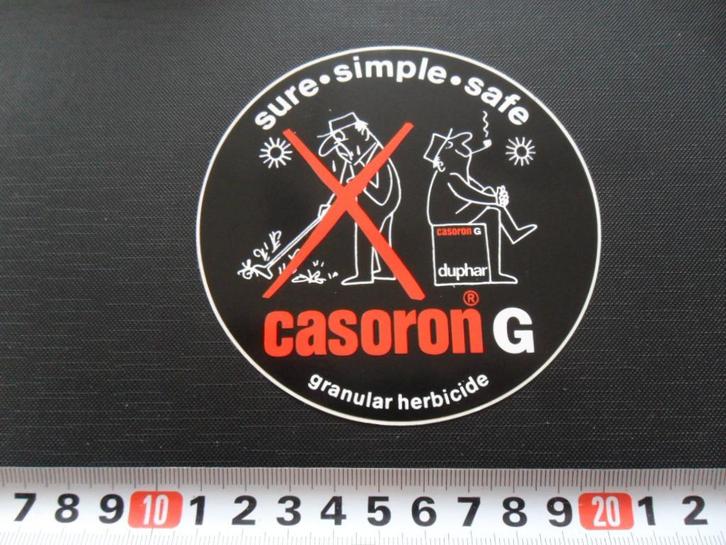 sure•simple•safe
casoron G
duphar
casoron® G
granular herbicide
7 8 9 10 1 2 3 4 5 6 7 8 9 20 1 2